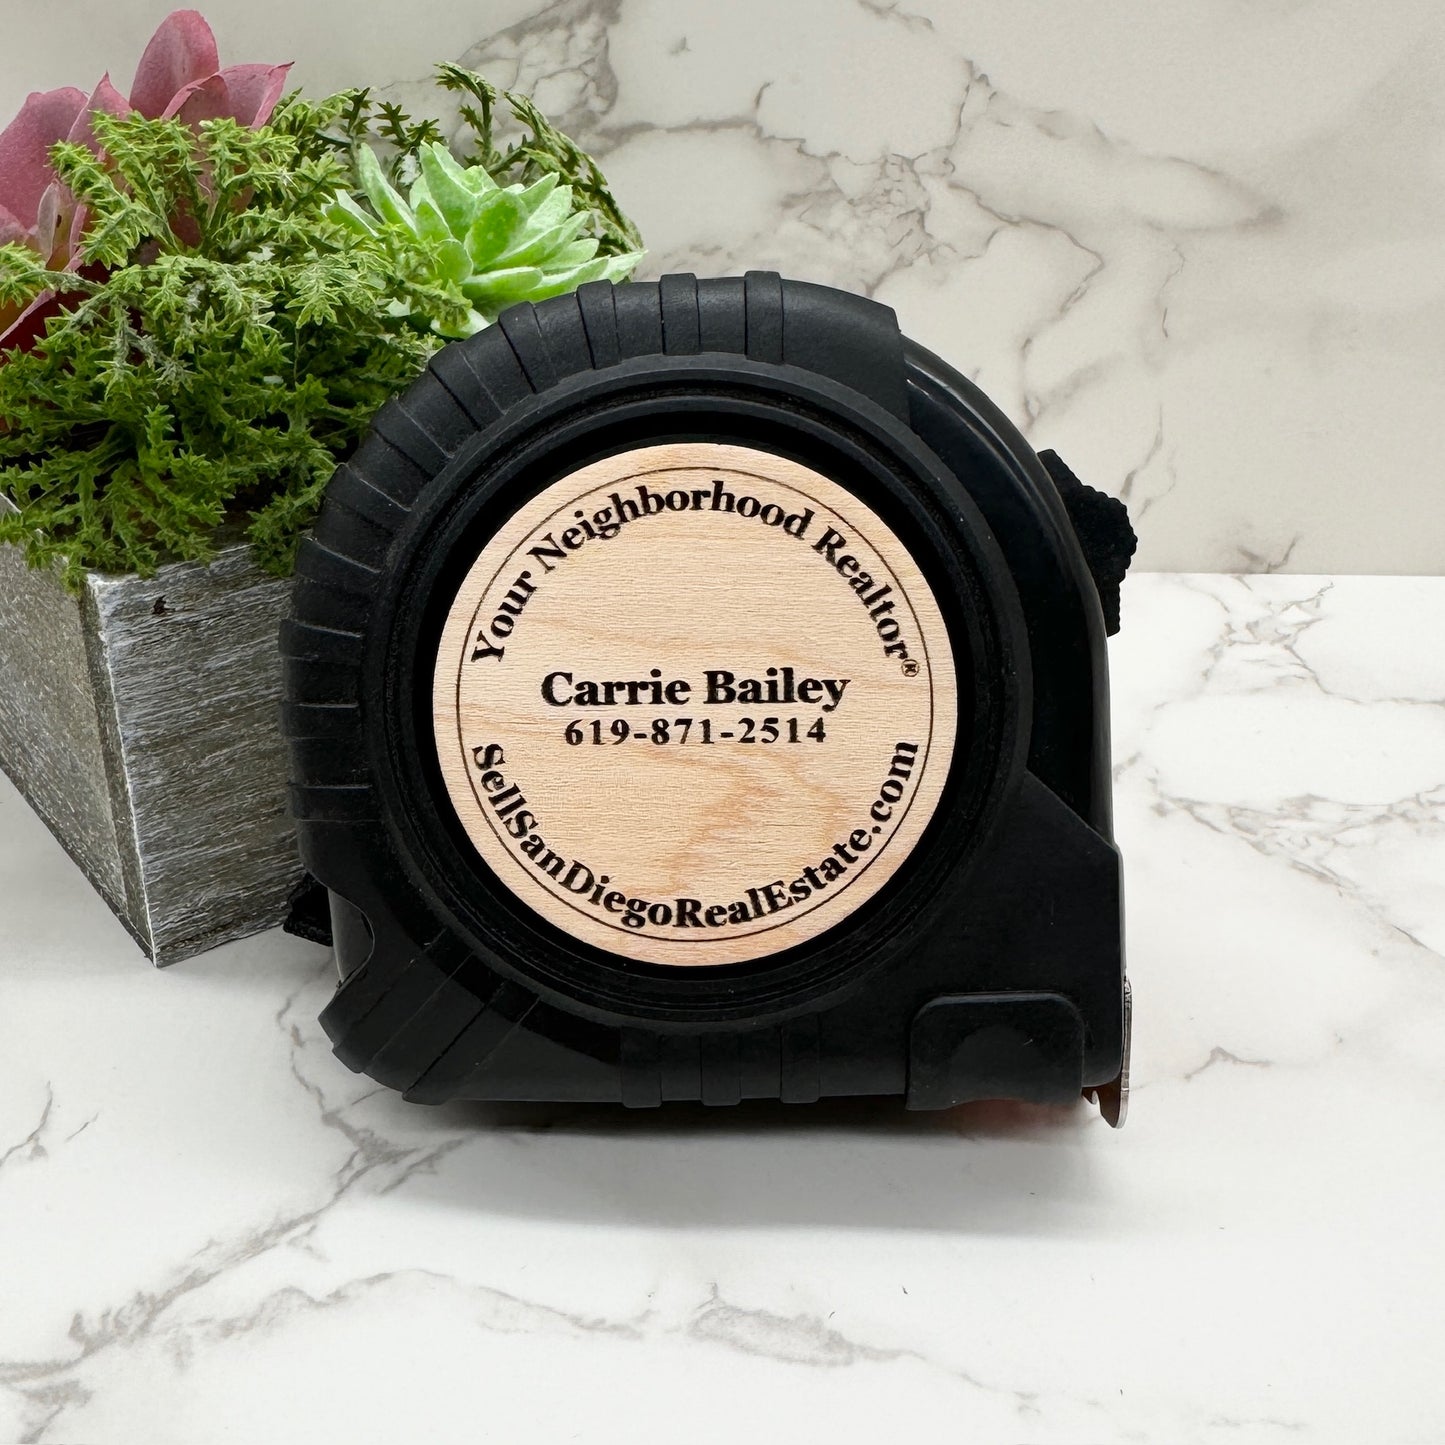 Your Neighborhood Realtor®
Carrie Bailey
619-871-2514
SellSanDiegoRealEstate.com